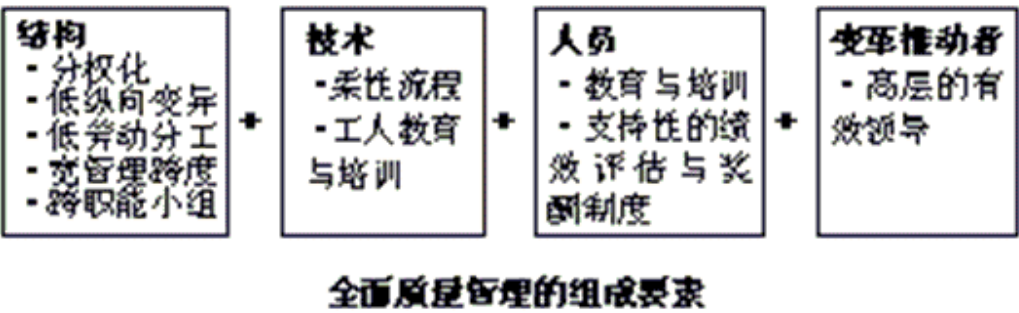 结构
- 分权化
- 低纵向变异
- 低劳动分工
- 宽管理跨度
- 跨职能小组
+
技术
- 柔性流程
- 工人教育
与培训
+
人员
- 教育与培训
- 支持性的绩
效评估与奖
酬制度
+
变革推动者
- 高层的有
效领导
全面质量管理的组成要素